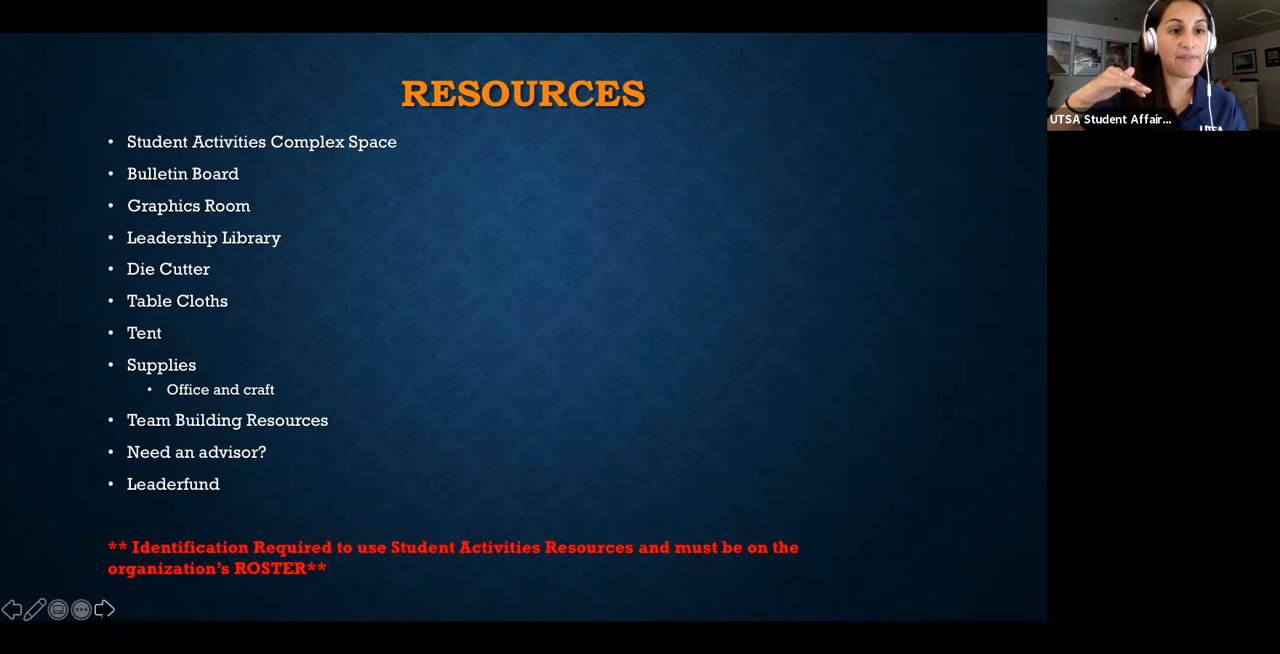 RESOURCES
Student Activities Complex Space
Bulletin Board
Graphics Room
Leadership Library
Die Cutter
Table Cloths
Tent
Supplies
Office and craft
Team Building Resources
Need an advisor?
Leaderfund
** Identification Required to use Student Activities Resources and must be on the
organization's ROSTER**
UTSA Student Affair...
UTSA